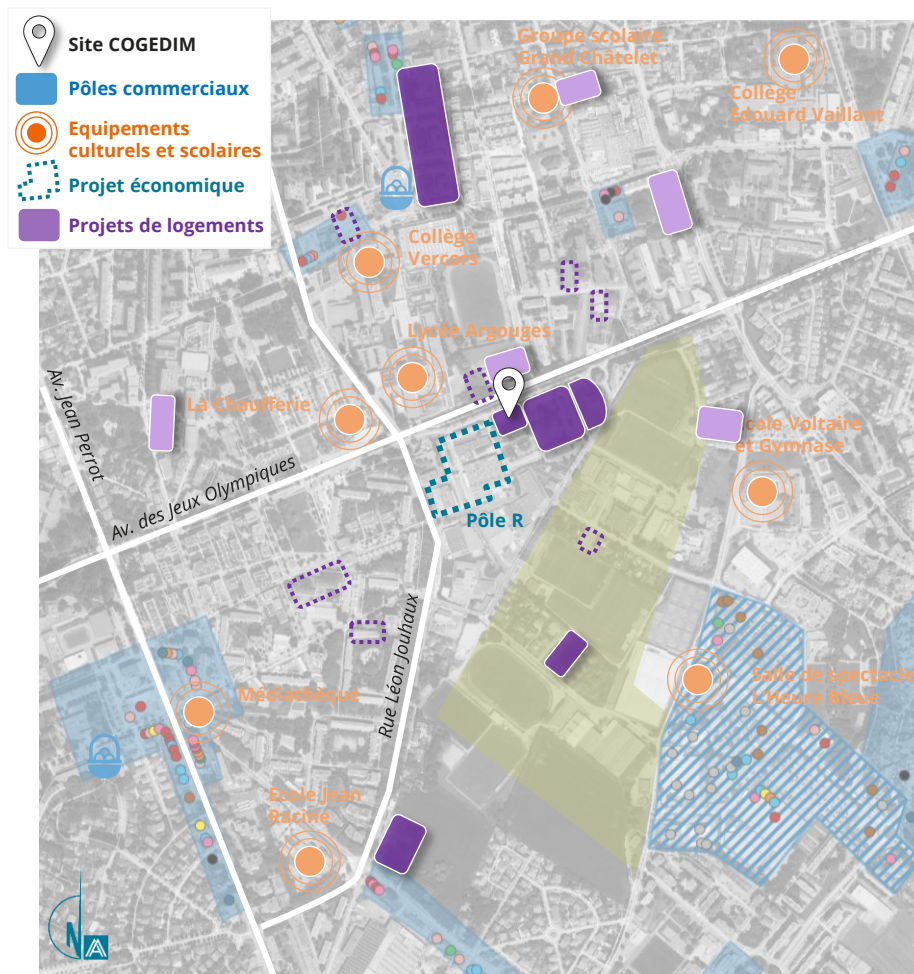 Site COGEDIM
Pôles commerciaux
Equipements
culturels et scolaires
Projet économique
Projets de logements
Groupe scolaire
Grand Châtelet
Collège
Edouard Vaillant
Collège
Vercors
Lycée Argouges
La Chaufferie
Av. Jean Perrot
Av. des Jeux Olympiques
cole Voltaire
et Gymnase
Pôle R
Rue Léon Jouhaux
Médiathèque
Salle de spectacle
L'Heure Bleue
Ecole Jean
Racine
N